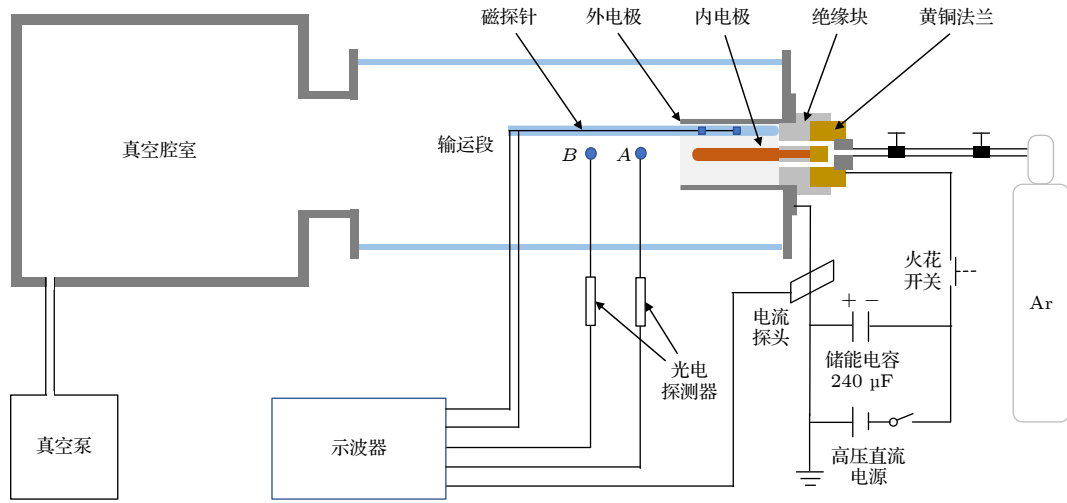 磁探针
外电极
内电极
绝缘块
黄铜法兰
真空腔室
输运段
B
A
火花
开关
Ar
电流
探头
+ −
储能电容
240 μF
光电
探测器
真空泵
示波器
高压直流
电源